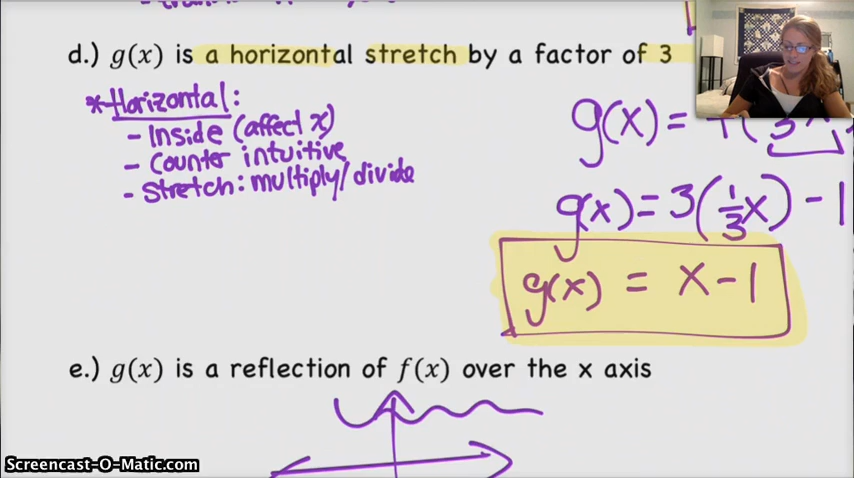 d.) g(x) is a horizontal stretch by a factor of 3
*Horizontal:
- Inside (affect x)
- Counter intuitive
- Stretch: multiply/divide
g(x) =
g(x) = 3(1/3x) - 1
g(x) = x - 1
e.) g(x) is a reflection of f(x) over the x axis
Screencast-O-Matic.com